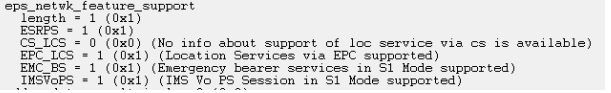 eps_netwk_feature_support
length = 1 (0x1)
ESRPS = 1 (0x1)
CS_LCS = 0 (0x0) (No info about support of loc service via cs is available)
EPC_LCS = 1 (0x1) (Location Services via EPC supported)
EMC_BS = 1 (0x1) (Emergency bearer services in S1 Mode supported)
IMSVoPS = 1 (0x1) (IMS Vo PS Session in S1 Mode supported)